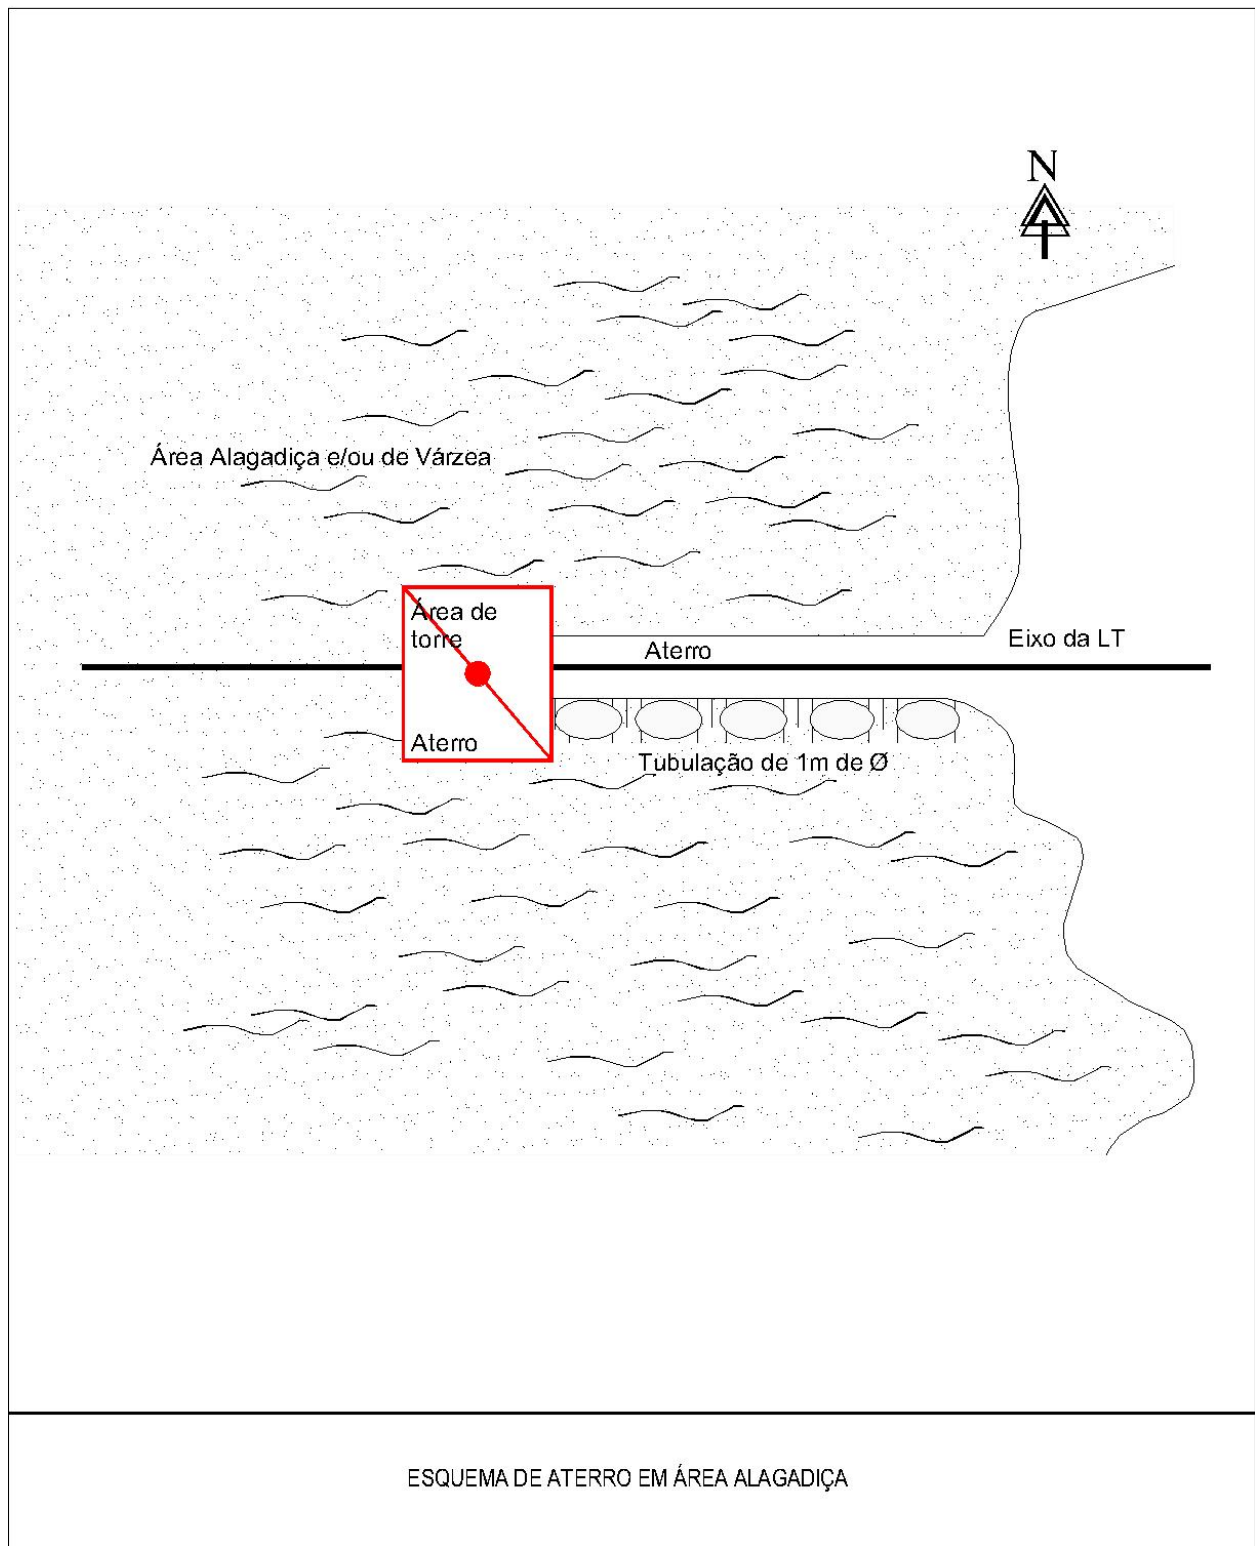 N
Área Alagadiça e/ou de Várzea
Área de
torre
Eixo da LT
Aterro
Aterro
Tubulação de 1m de Ø
ESQUEMA DE ATERRO EM ÁREA ALAGADIÇA